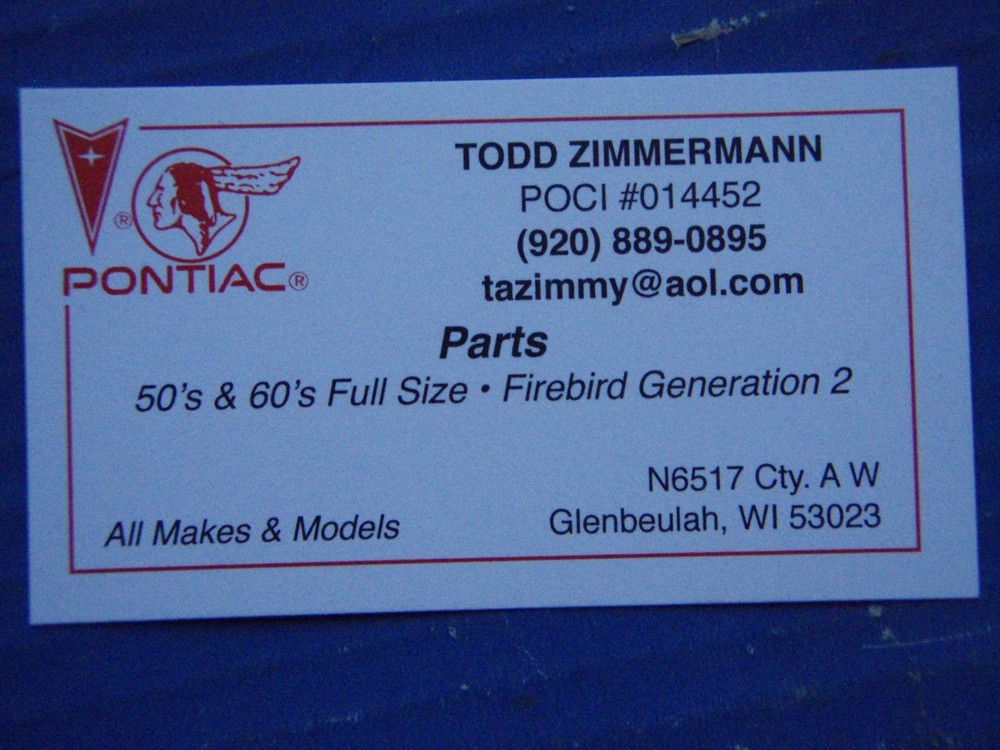 TODD ZIMMERMANN
POCI #014452
(920) 889-0895
tazimmy@aol.com
®
PONTIAC®
Parts
50's & 60's Full Size • Firebird Generation 2
N6517 Cty. A W
Glenbeulah, WI 53023
All Makes & Models